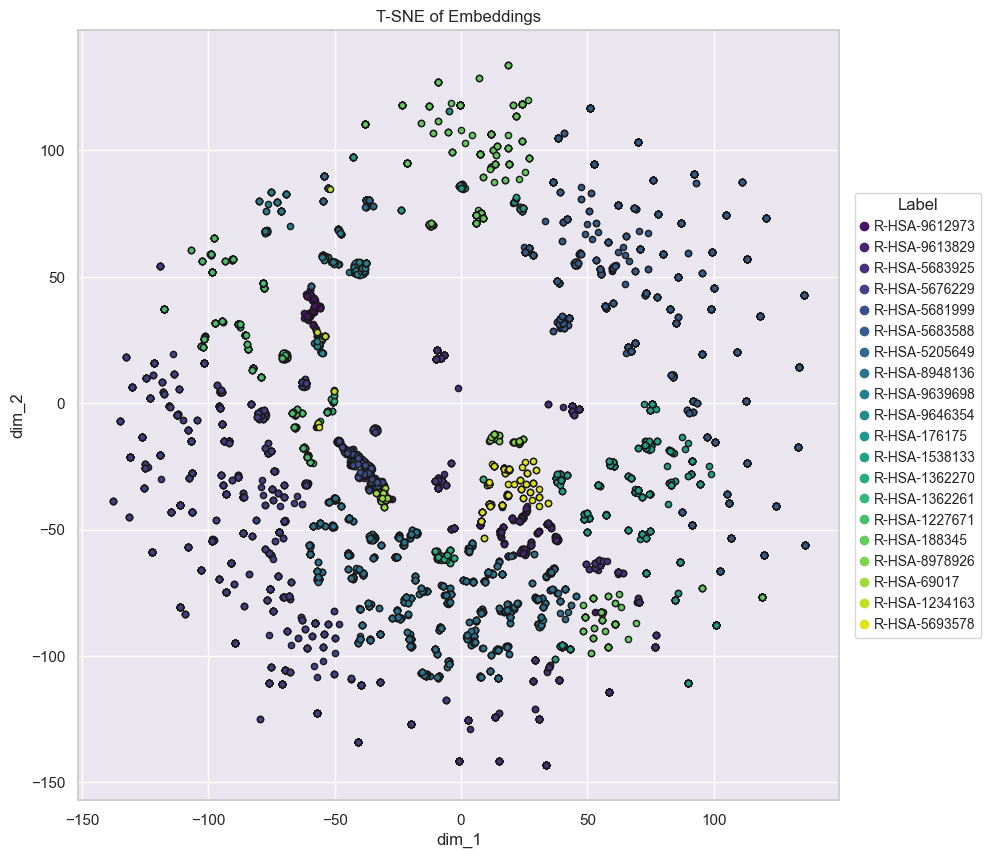 T-SNE of Embeddings
100
50
0
−50
−100
−150
dim_2
−150
−100
−50
0
50
100
dim_1
Label
R-HSA-9612973
R-HSA-9613829
R-HSA-5683925
R-HSA-5676229
R-HSA-5681999
R-HSA-5683588
R-HSA-5205649
R-HSA-8948136
R-HSA-9639698
R-HSA-9646354
R-HSA-176175
R-HSA-1538133
R-HSA-1362270
R-HSA-1362261
R-HSA-1227671
R-HSA-188345
R-HSA-8978926
R-HSA-69017
R-HSA-1234163
R-HSA-5693578